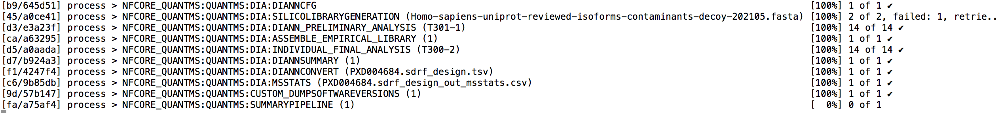 [b9/645d51] process > NFCORE_QUANTMS:QUANTMS:DIA:DIANNCFG [100%] 1 of 1 ✔
[45/a0ce41] process > NFCORE_QUANTMS:QUANTMS:DIA:SILICOLIBRARYGENERATION (Homo-sapiens-uniprot-reviewed-isoforms-contaminants-decoy-202105.fasta) [100%] 2 of 2, failed: 1, retrie..
[d3/e3a23f] process > NFCORE_QUANTMS:QUANTMS:DIA:DIANN_PRELIMINARY_ANALYSIS (T301-1) [100%] 14 of 14 ✔
[ca/a63295] process > NFCORE_QUANTMS:QUANTMS:DIA:ASSEMBLE_EMPIRICAL_LIBRARY (1) [100%] 1 of 1 ✔
[d5/a0aada] process > NFCORE_QUANTMS:QUANTMS:DIA:INDIVIDUAL_FINAL_ANALYSIS (T300-2) [100%] 14 of 14 ✔
[d7/b924a3] process > NFCORE_QUANTMS:QUANTMS:DIA:DIANNSUMMARY (1) [100%] 1 of 1 ✔
[f1/4247f4] process > NFCORE_QUANTMS:QUANTMS:DIA:DIANNCONVERT (PXD004684.sdrf_design.tsv) [100%] 1 of 1 ✔
[c6/9b85db] process > NFCORE_QUANTMS:QUANTMS:DIA:MSSTATS (PXD004684.sdrf_design_out_msstats.csv) [100%] 1 of 1 ✔
[9d/57b147] process > NFCORE_QUANTMS:QUANTMS:CUSTOM_DUMPSOFTWAREVERSIONS (1) [100%] 1 of 1 ✔
[fa/a75af4] process > NFCORE_QUANTMS:QUANTMS:SUMMARYPIPELINE (1) [  0%] 0 of 1